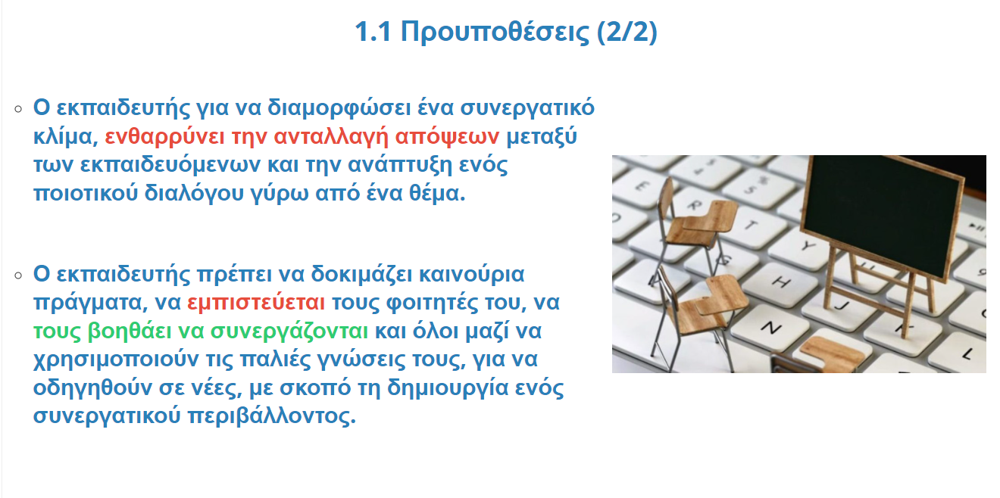 1.1 Προυποθέσεις (2/2)
Ο εκπαιδευτής για να διαμορφώσει ένα συνεργατικό
κλίμα, ενθαρρύνει την ανταλλαγή απόψεων μεταξύ
των εκπαιδευόμενων και την ανάπτυξη ενός
ποιοτικού διαλόγου γύρω από ένα θέμα.
Ο εκπαιδευτής πρέπει να δοκιμάζει καινούρια
πράγματα, να εμπιστεύεται τους φοιτητές του, να
τους βοηθάει να συνεργάζονται και όλοι μαζί να
χρησιμοποιούν τις παλιές γνώσεις τους, για να
οδηγηθούν σε νέες, με σκοπό τη δημιουργία ενός
συνεργατικού περιβάλλοντος.
E R T Y
G H J K L
N